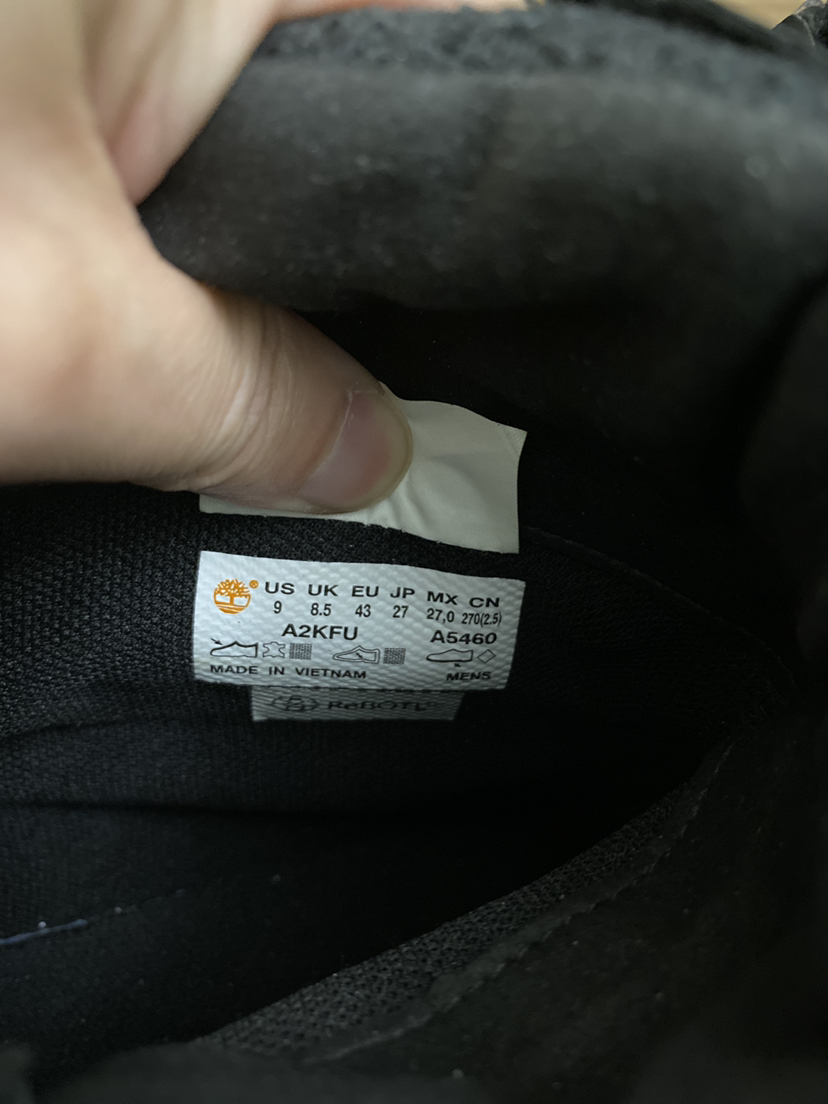 ® US UK EU JP MX CN
9 8.5 43 27 27,0 270(2.5)
A2KFU A5460
MADE IN VIETNAM MENS